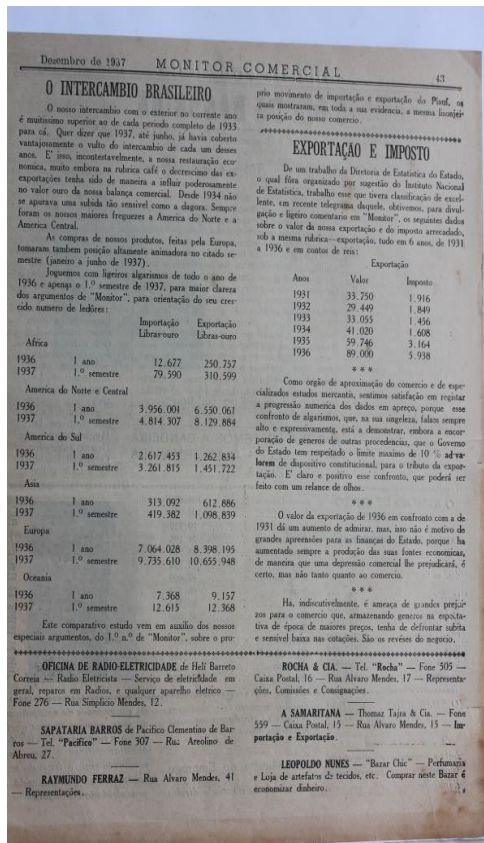 Dezembro de 1937 MONITOR COMERCIAL 43
O INTERCAMBIO BRASILEIRO
O nosso intercambio com o exterior no corrente ano
é muitissimo superior ao de cada periodo completo de 1933
para cá. Quer dizer que 1937, até junho, já havia coberto
vantajosamente o vulto do intercambio de cada um desses
anos. E' isso, incontestavelmente, a nossa restauração eco-
nomica, muito embora na rubrica café o decrescimo das ex-
portações tenha sido de maneira a influir poderosamente
no valor ouro da nossa balança comercial. Desde 1934 não
se apurava uma subida tão sensivel como a dagora. Sempre
foram os nossos maiores freguezes a America do Norte e a
America Central.
As compras de nossos produtos, feitas pela Europa,
tomaram tambem posição altamente animadora no citado se-
mestre (janeiro a junho de 1937).
Joguemos com ligeiros algarismos de todo o ano de
1936 e apenas o 1.º semestre de 1937, para maior clareza
dos argumentos de "Monitor", para orientação do seu cres-
cido numero de ledôres:
Importação Exportação
Libras-ouro Libras-ouro
Africa
1936 1 ano 12.677 250.757
1937 1.º semestre 79.590 310.599
America do Norte e Central
1936 1 ano 3.956.001 6.550.061
1937 1.º semestre 4.814.307 8.129.884
America do Sul
1936 1 ano 2.617.453 1.262.834
1937 1.º semestre 3.261.815 1.451.722
Asia
1936 1 ano 313.092 612.886
1937 1.º semestre 419.382 1.098.839
Europa
1936 1 ano 7.064.028 8.398.195
1937 1.º semestre 9.735.610 10.655.948
Oceania
1936 1 ano 7.368 9.157
1937 1.º semestre 12.615 12.368
Este comparativo estudo vem em auxilio dos nossos
especiais argumentos, do 1.º n.º de "Monitor", sobre o pro-
prio movimento de importação e exportação do Piauí, os
quais mostraram, em toda a sua evidencia, a mesma lisonjei-
ra posição do nosso comercio.
EXPORTAÇÃO E IMPOSTO
De um trabalho da Diretoria de Estatistica do Estado,
o qual fôra organizado por sugestão do Instituto Nacional
de Estatistica, trabalho esse que tivera classificação de excel-
lente, em recente telegrama daquele, obtivemos, para divul-
gação e ligeiro comentario em "Monitor", os seguintes dados
sobre o valor da nossa exportação e do imposto arrecadado,
sob a mesma rubrica—exportação, tudo em 6 anos, de 1931
a 1936 e em contos de reis:
Exportação
Anos Valor Imposto
1931 33.750 1.916
1932 29.449 1.849
1933 33.055 1.456
1934 41.020 1.608
1935 59.746 3.164
1936 89.000 5.938
* * *
Como orgão de aproximação do comercio e de espe-
cializados estudos mercantis, sentimos satisfação em registar
a progressão numerica dos dados em apreço, porque esse
confronto de algarismos, que, na sua singeleza, falam sempre
alto e expressivamente, está a demonstrar, embora a encor-
poração de generos de outras procedencias, que o Governo
do Estado tem respeitado o limite maximo de 10 % ad-va-
lorem de dispositivo constitucional, para o tributo da expor-
tação. E' claro e positivo esse confronto, que poderá ser
feito com um relance de olhos.
* * *
O valor da exportação de 1936 em confronto com a de
1931 dá um aumento de admirar, mas, isso não é motivo de
grandes apreensões para as finanças do Estado, porque ha
aumentado sempre a produção das suas fontes economicas,
de maneira que uma depressão comercial lhe prejudicará, é
certo, mas não tanto quanto ao comercio.
* * *
Ha, indiscutivelmente, é ameaça de grandes prejui-
zos para o comercio que, armazenando generos na espeita-
tiva de época de maiores preços, tenha de defrontar subita
e sensivel baixa nas cotações. São os revéses do negocio.
OFICINA DE RADIO-ELETRICIDADE de Helí Barreto
Correia — Radio Eletricista — Serviço de eletricidade em
geral, reparos em Radios, e qualquer aparelho eletrico —
Fone 276 — Rua Simplicio Mendes, 12.
SAPATARIA BARROS de Pacifico Clementino de Bar-
ros — Tel. "Pacifico" — Fone 307 — Rua Areolino de
Abreu, 27.
RAYMUNDO FERRAZ — Rua Alvaro Mendes, 41
— Representações.
ROCHA & CIA. — Tel. "Rocha" — Fone 505 —
Caixa Postal, 16 — Rua Alvaro Mendes, 17 — Representa-
ções, Comissões e Consignações.
A SAMARITANA — Thomaz Tajra & Cia. — Fone
559 — Caixa Postal, 15 — Rua Alvaro Mendes, 15 — Im-
portação e Exportação.
LEOPOLDO NUNES — "Bazar Chic" — Perfumaria
e Loja de artefatos de tecidos, etc. Comprar neste Bazar é
economizar dinheiro.